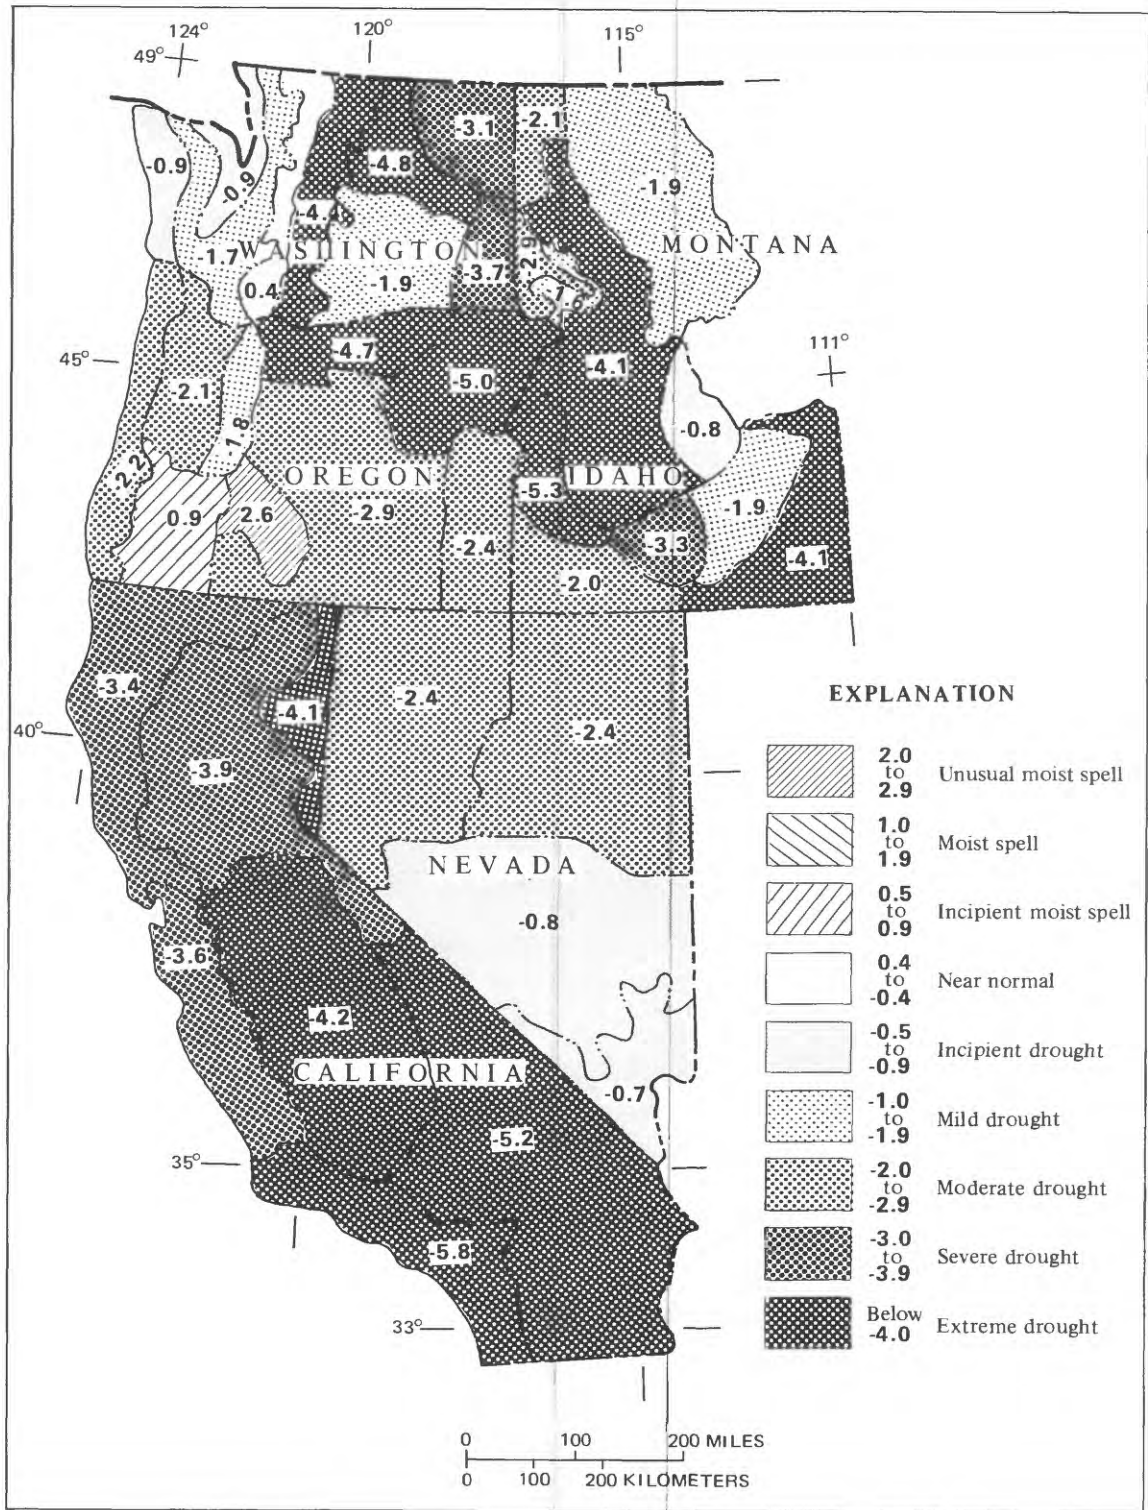 124°
120°
115°
49°
-3.1
-2.1
-0.9
-4.8
-0.9
-1.9
-1.7
WASHINGTON
MONTANA
-2.9
-3.7
-1.9
0.4
-1.6
45°
111°
-4.7
-5.0
-4.1
-2.1
-1.8
-0.8
-2.2
OREGON
IDAHO
-5.3
0.9
2.6
-2.9
-1.9
-2.4
-3.3
-4.1
-2.0
-3.4
-4.1
-2.4
-2.4
40°
-3.9
NEVADA
-0.8
-3.6
-4.2
CALIFORNIA
-0.7
-5.2
35°
-5.8
33°
EXPLANATION
2.0 to 2.9 Unusual moist spell
1.0 to 1.9 Moist spell
0.5 to 0.9 Incipient moist spell
0.4 to -0.4 Near normal
-0.5 to -0.9 Incipient drought
-1.0 to -1.9 Mild drought
-2.0 to -2.9 Moderate drought
-3.0 to -3.9 Severe drought
Below -4.0 Extreme drought
0 100 200 MILES
0 100 200 KILOMETERS